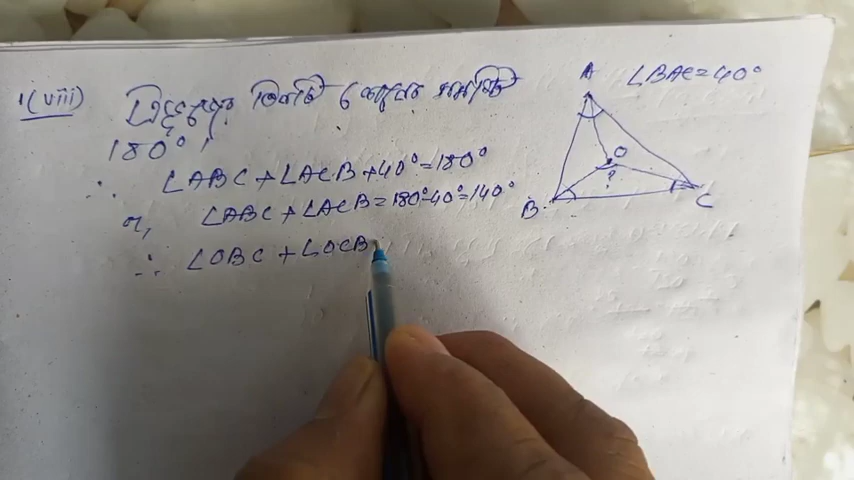 1(viii) ত্রিভুজের তিনটি কোণের সমষ্টি
180°।
∴ ∠ABC + ∠ACB + 40° = 180°
বা, ∠ABC + ∠ACB = 180° - 40° = 140°
∴ ∠OBC + ∠OCB
A ∠BAC = 40°
O
?
B C